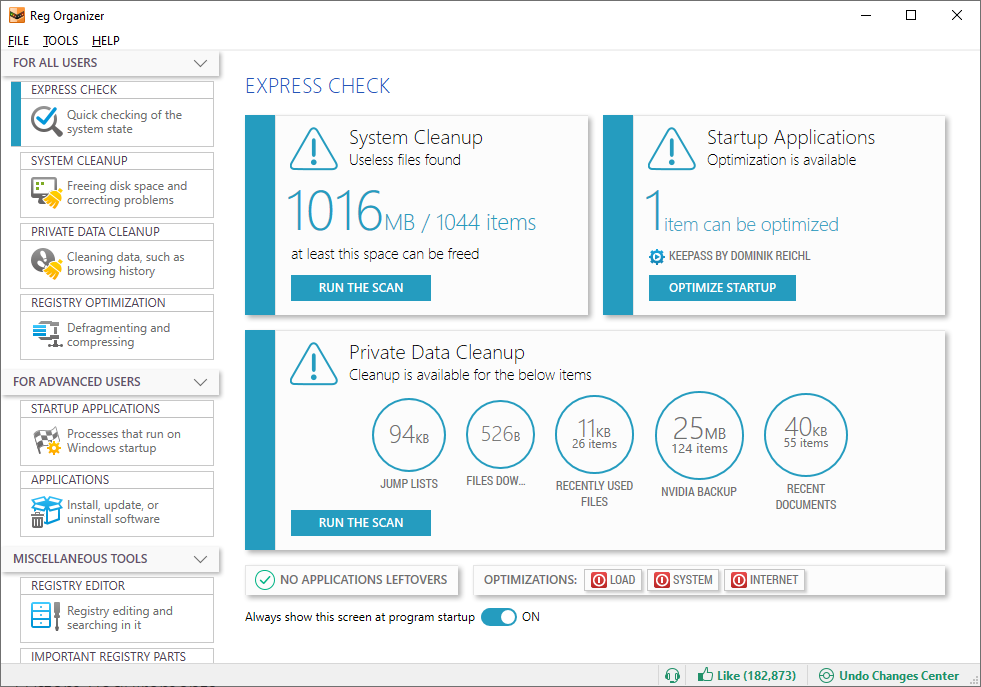 Reg Organizer
FILE TOOLS HELP
FOR ALL USERS
EXPRESS CHECK
Quick checking of the
system state
SYSTEM CLEANUP
Freeing disk space and
correcting problems
PRIVATE DATA CLEANUP
Cleaning data, such as
browsing history
REGISTRY OPTIMIZATION
Defragmenting and
compressing
FOR ADVANCED USERS
STARTUP APPLICATIONS
Processes that run on
Windows startup
APPLICATIONS
Install, update, or
uninstall software
MISCELLANEOUS TOOLS
REGISTRY EDITOR
Registry editing and
searching in it
IMPORTANT REGISTRY PARTS
EXPRESS CHECK
System Cleanup
Useless files found
1016MB / 1044 items
at least this space can be freed
RUN THE SCAN
Startup Applications
Optimization is available
1 item can be optimized
KEEPASS BY DOMINIK REICHL
OPTIMIZE STARTUP
Private Data Cleanup
Cleanup is available for the below items
94KB
JUMP LISTS
526B
FILES DOW...
11KB
26 items
RECENTLY USED
FILES
25MB
124 items
NVIDIA BACKUP
40KB
55 items
RECENT
DOCUMENTS
RUN THE SCAN
NO APPLICATIONS LEFTOVERS
OPTIMIZATIONS: LOAD SYSTEM INTERNET
Always show this screen at program startup ON
Like (182,873) Undo Changes Center